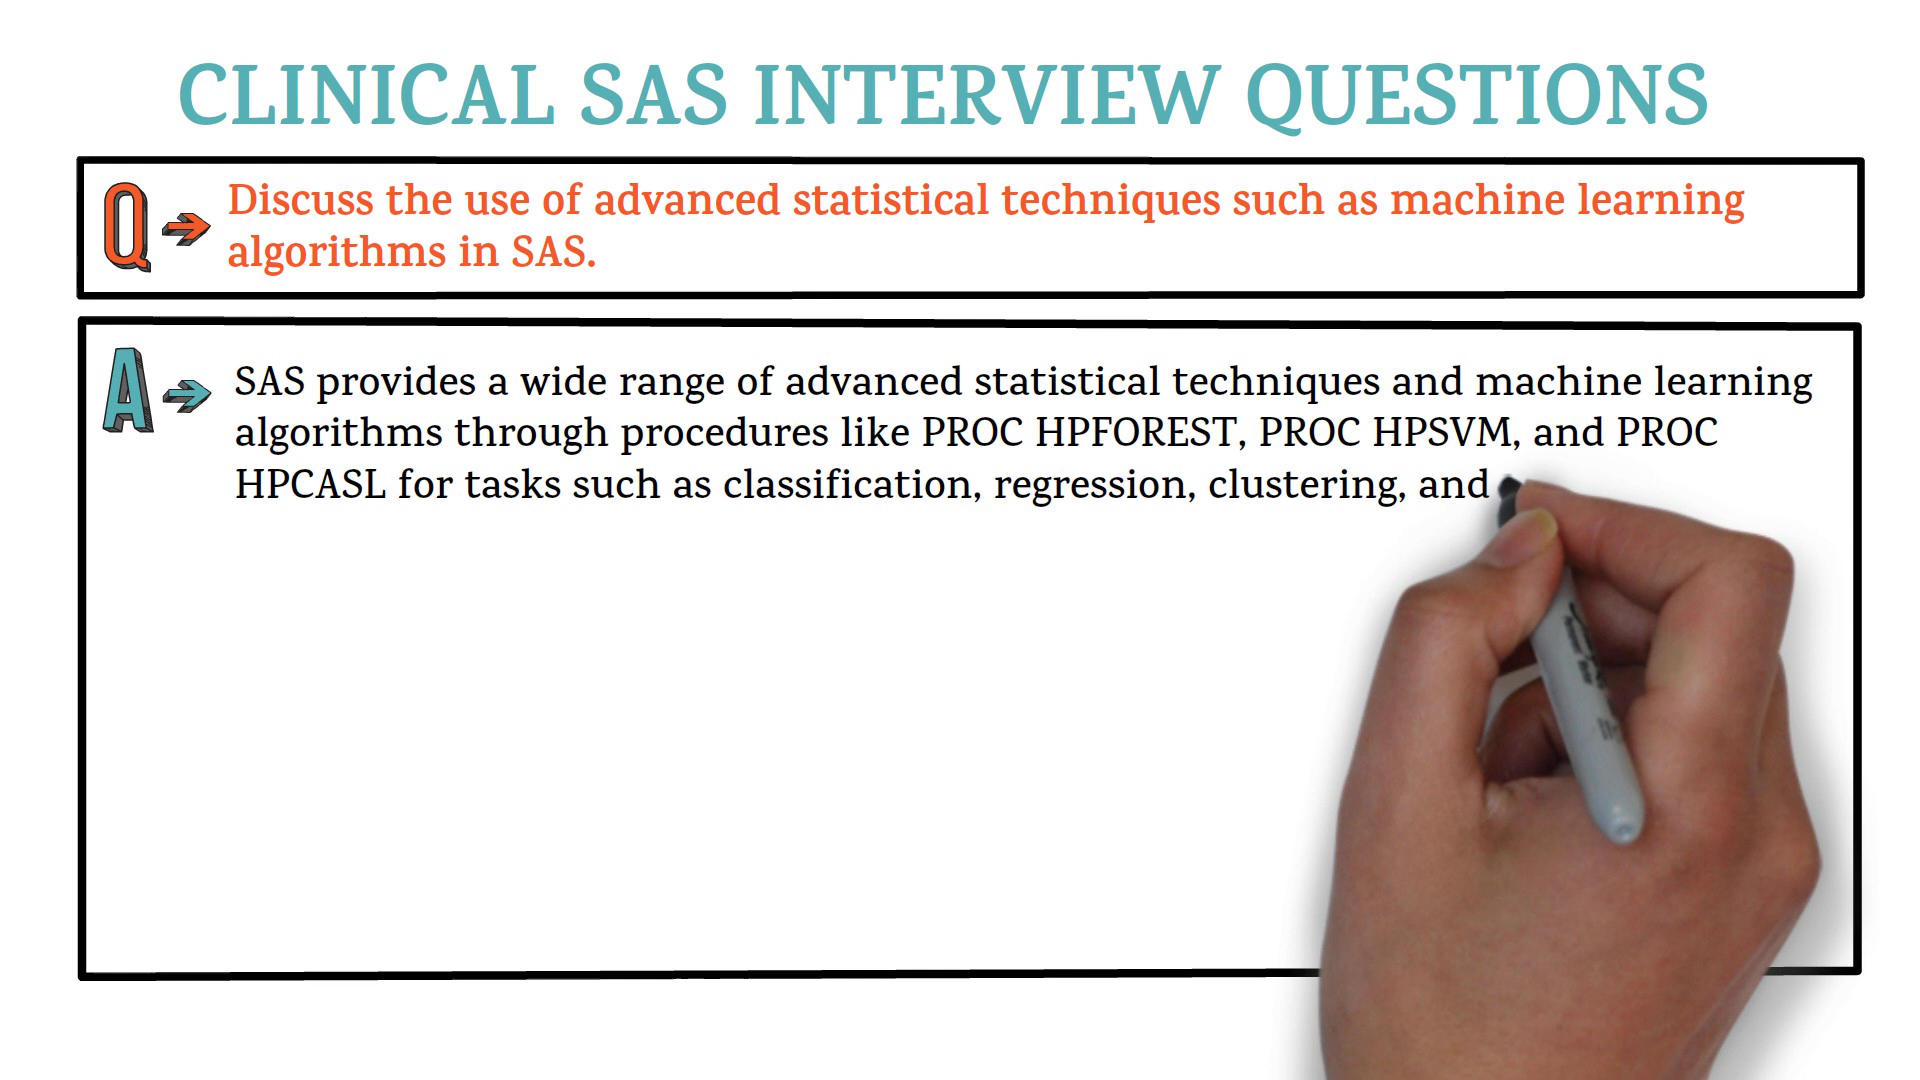 CLINICAL SAS INTERVIEW QUESTIONS
Q
Discuss the use of advanced statistical techniques such as machine learning
algorithms in SAS.
A
SAS provides a wide range of advanced statistical techniques and machine learning
algorithms through procedures like PROC HPFOREST, PROC HPSVM, and PROC
HPCASL for tasks such as classification, regression, clustering, and